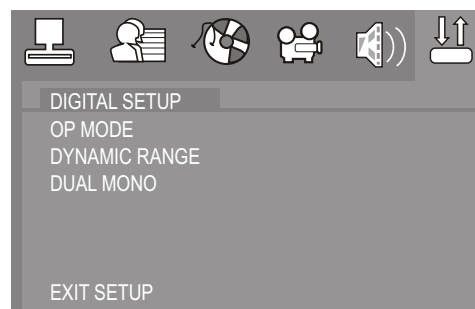 DIGITAL SETUP
OP MODE
DYNAMIC RANGE
DUAL MONO
EXIT SETUP